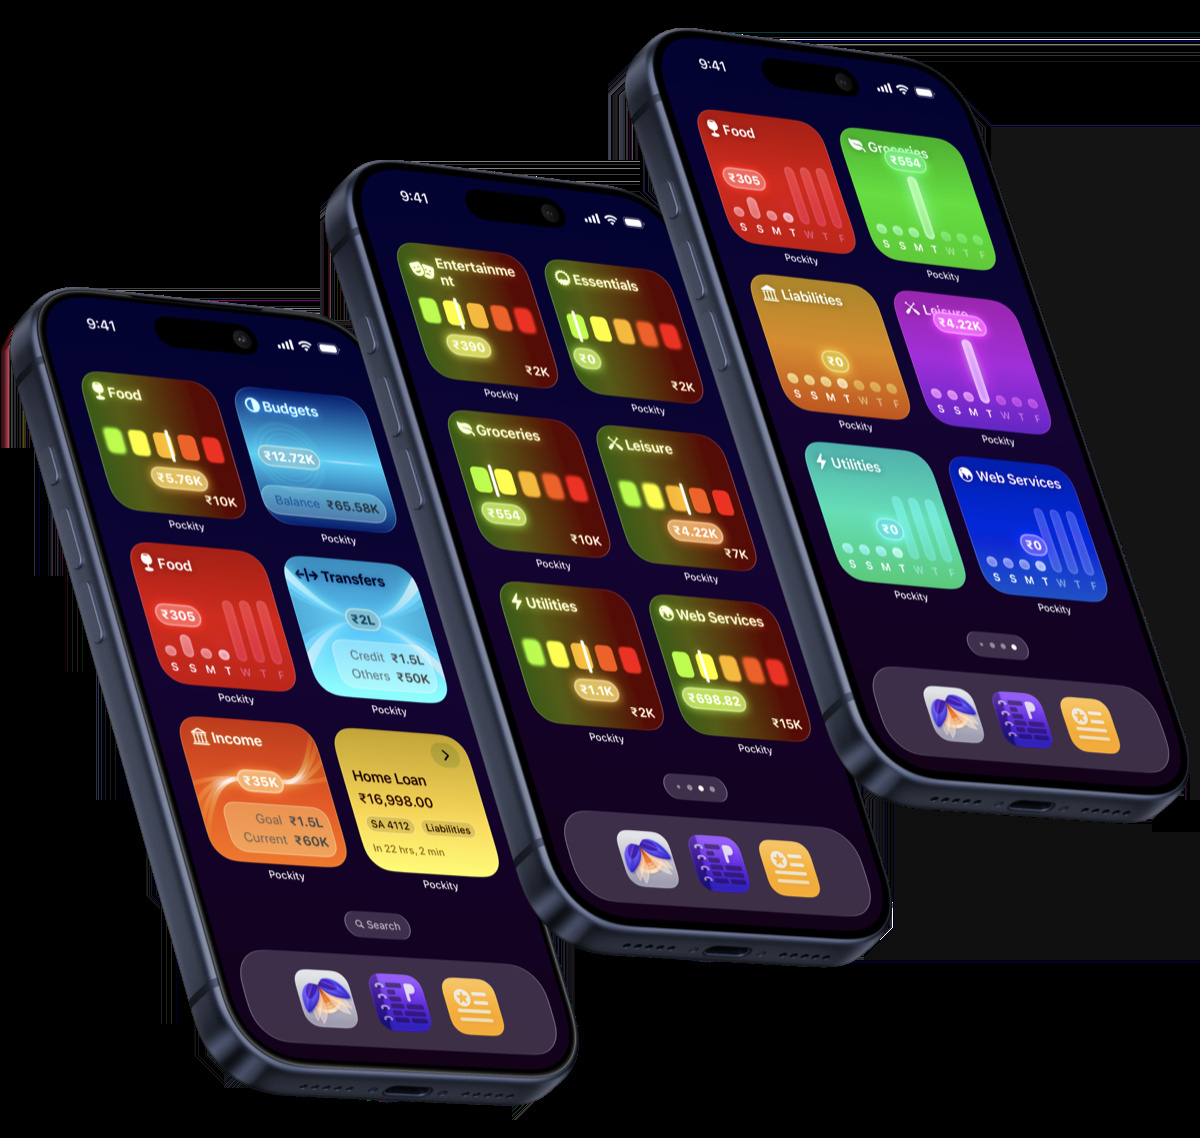 9:41
Food
₹5.76K
₹10K
Pockity
Budgets
₹12.72K
Balance ₹65.58K
Pockity
Food
₹305
S S M T W T F
Pockity
Transfers
₹2L
Credit ₹1.5L
Others ₹50K
Pockity
Income
₹35K
Goal ₹1.5L
Current ₹60K
Pockity
Home Loan
₹16,998.00
SA 4112 Liabilities
In 22 hrs, 2 min
Pockity
Search
9:41
Entertainme
nt
₹390
₹2K
Pockity
Essentials
₹0
₹2K
Pockity
Groceries
₹554
₹10K
Pockity
Leisure
₹4.22K
₹7K
Pockity
Utilities
₹1.1K
₹2K
Pockity
Web Services
₹698.82
₹15K
Pockity
9:41
Food
₹305
S S M T W T F
Pockity
Groceries
₹554
S S M T W T F
Pockity
Liabilities
₹0
S S M T W T F
Pockity
Leisure
₹4.22K
S S M T W T F
Pockity
Utilities
₹0
S S M T W T F
Pockity
Web Services
₹0
S S M T W T F
Pockity